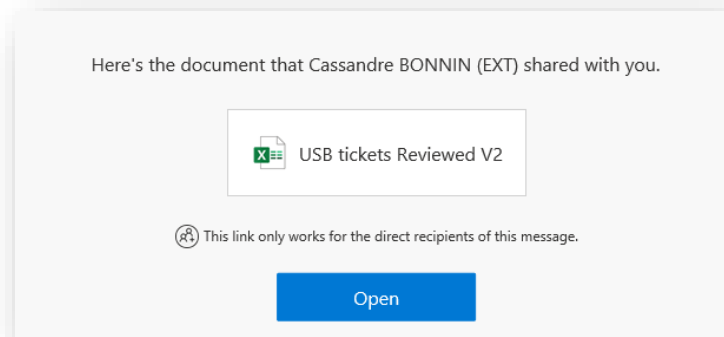 Here's the document that Cassandre BONNIN (EXT) shared with you.
USB tickets Reviewed V2
This link only works for the direct recipients of this message.
Open